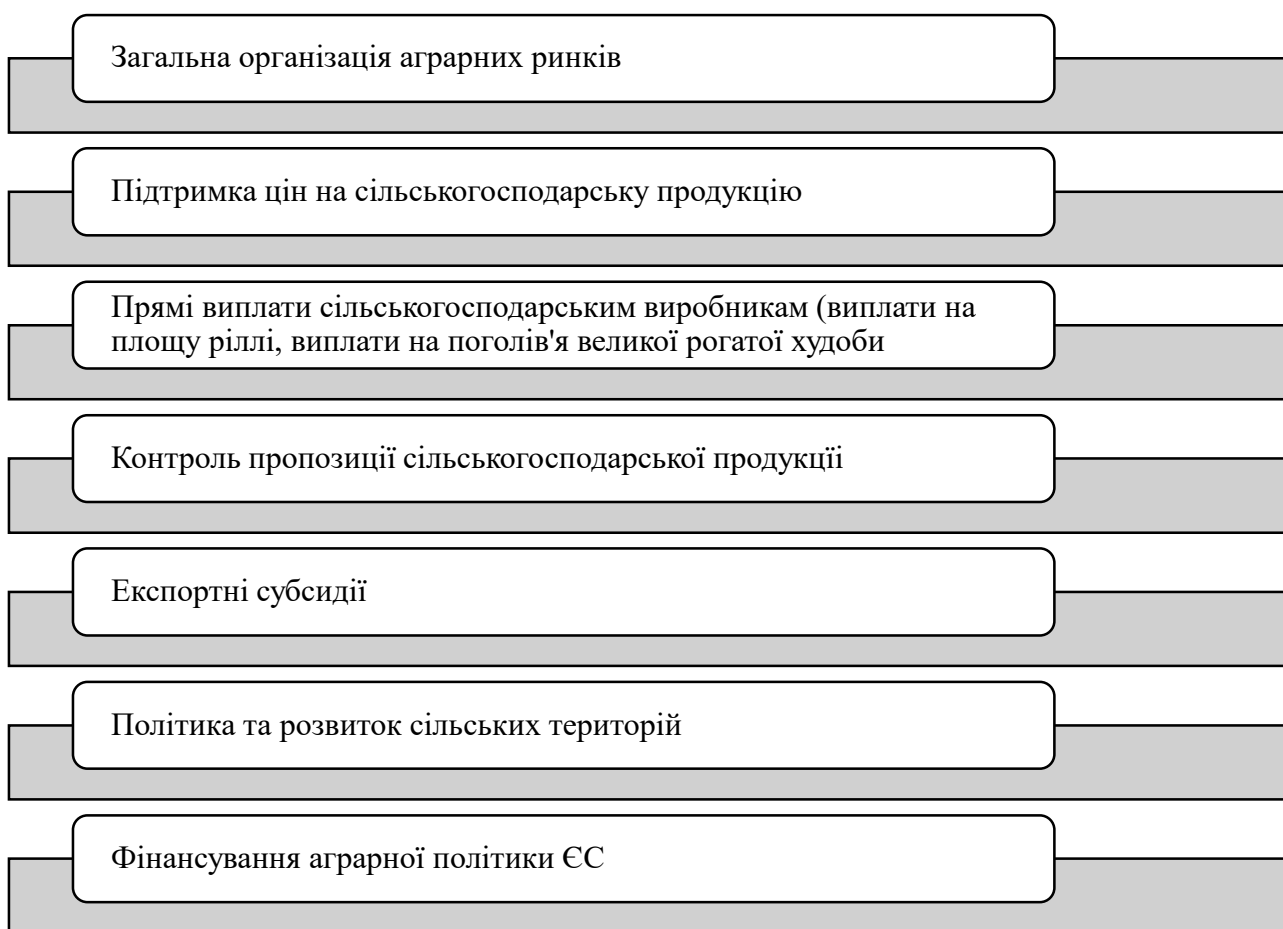 Загальна організація аграрних ринків
Підтримка цін на сільськогосподарську продукцію
Прямі виплати сільськогосподарським виробникам (виплати на
площу ріллі, виплати на поголів'я великої рогатої худоби
Контроль пропозиції сільськогосподарської продукції
Експортні субсидії
Політика та розвиток сільських територій
Фінансування аграрної політики ЄС